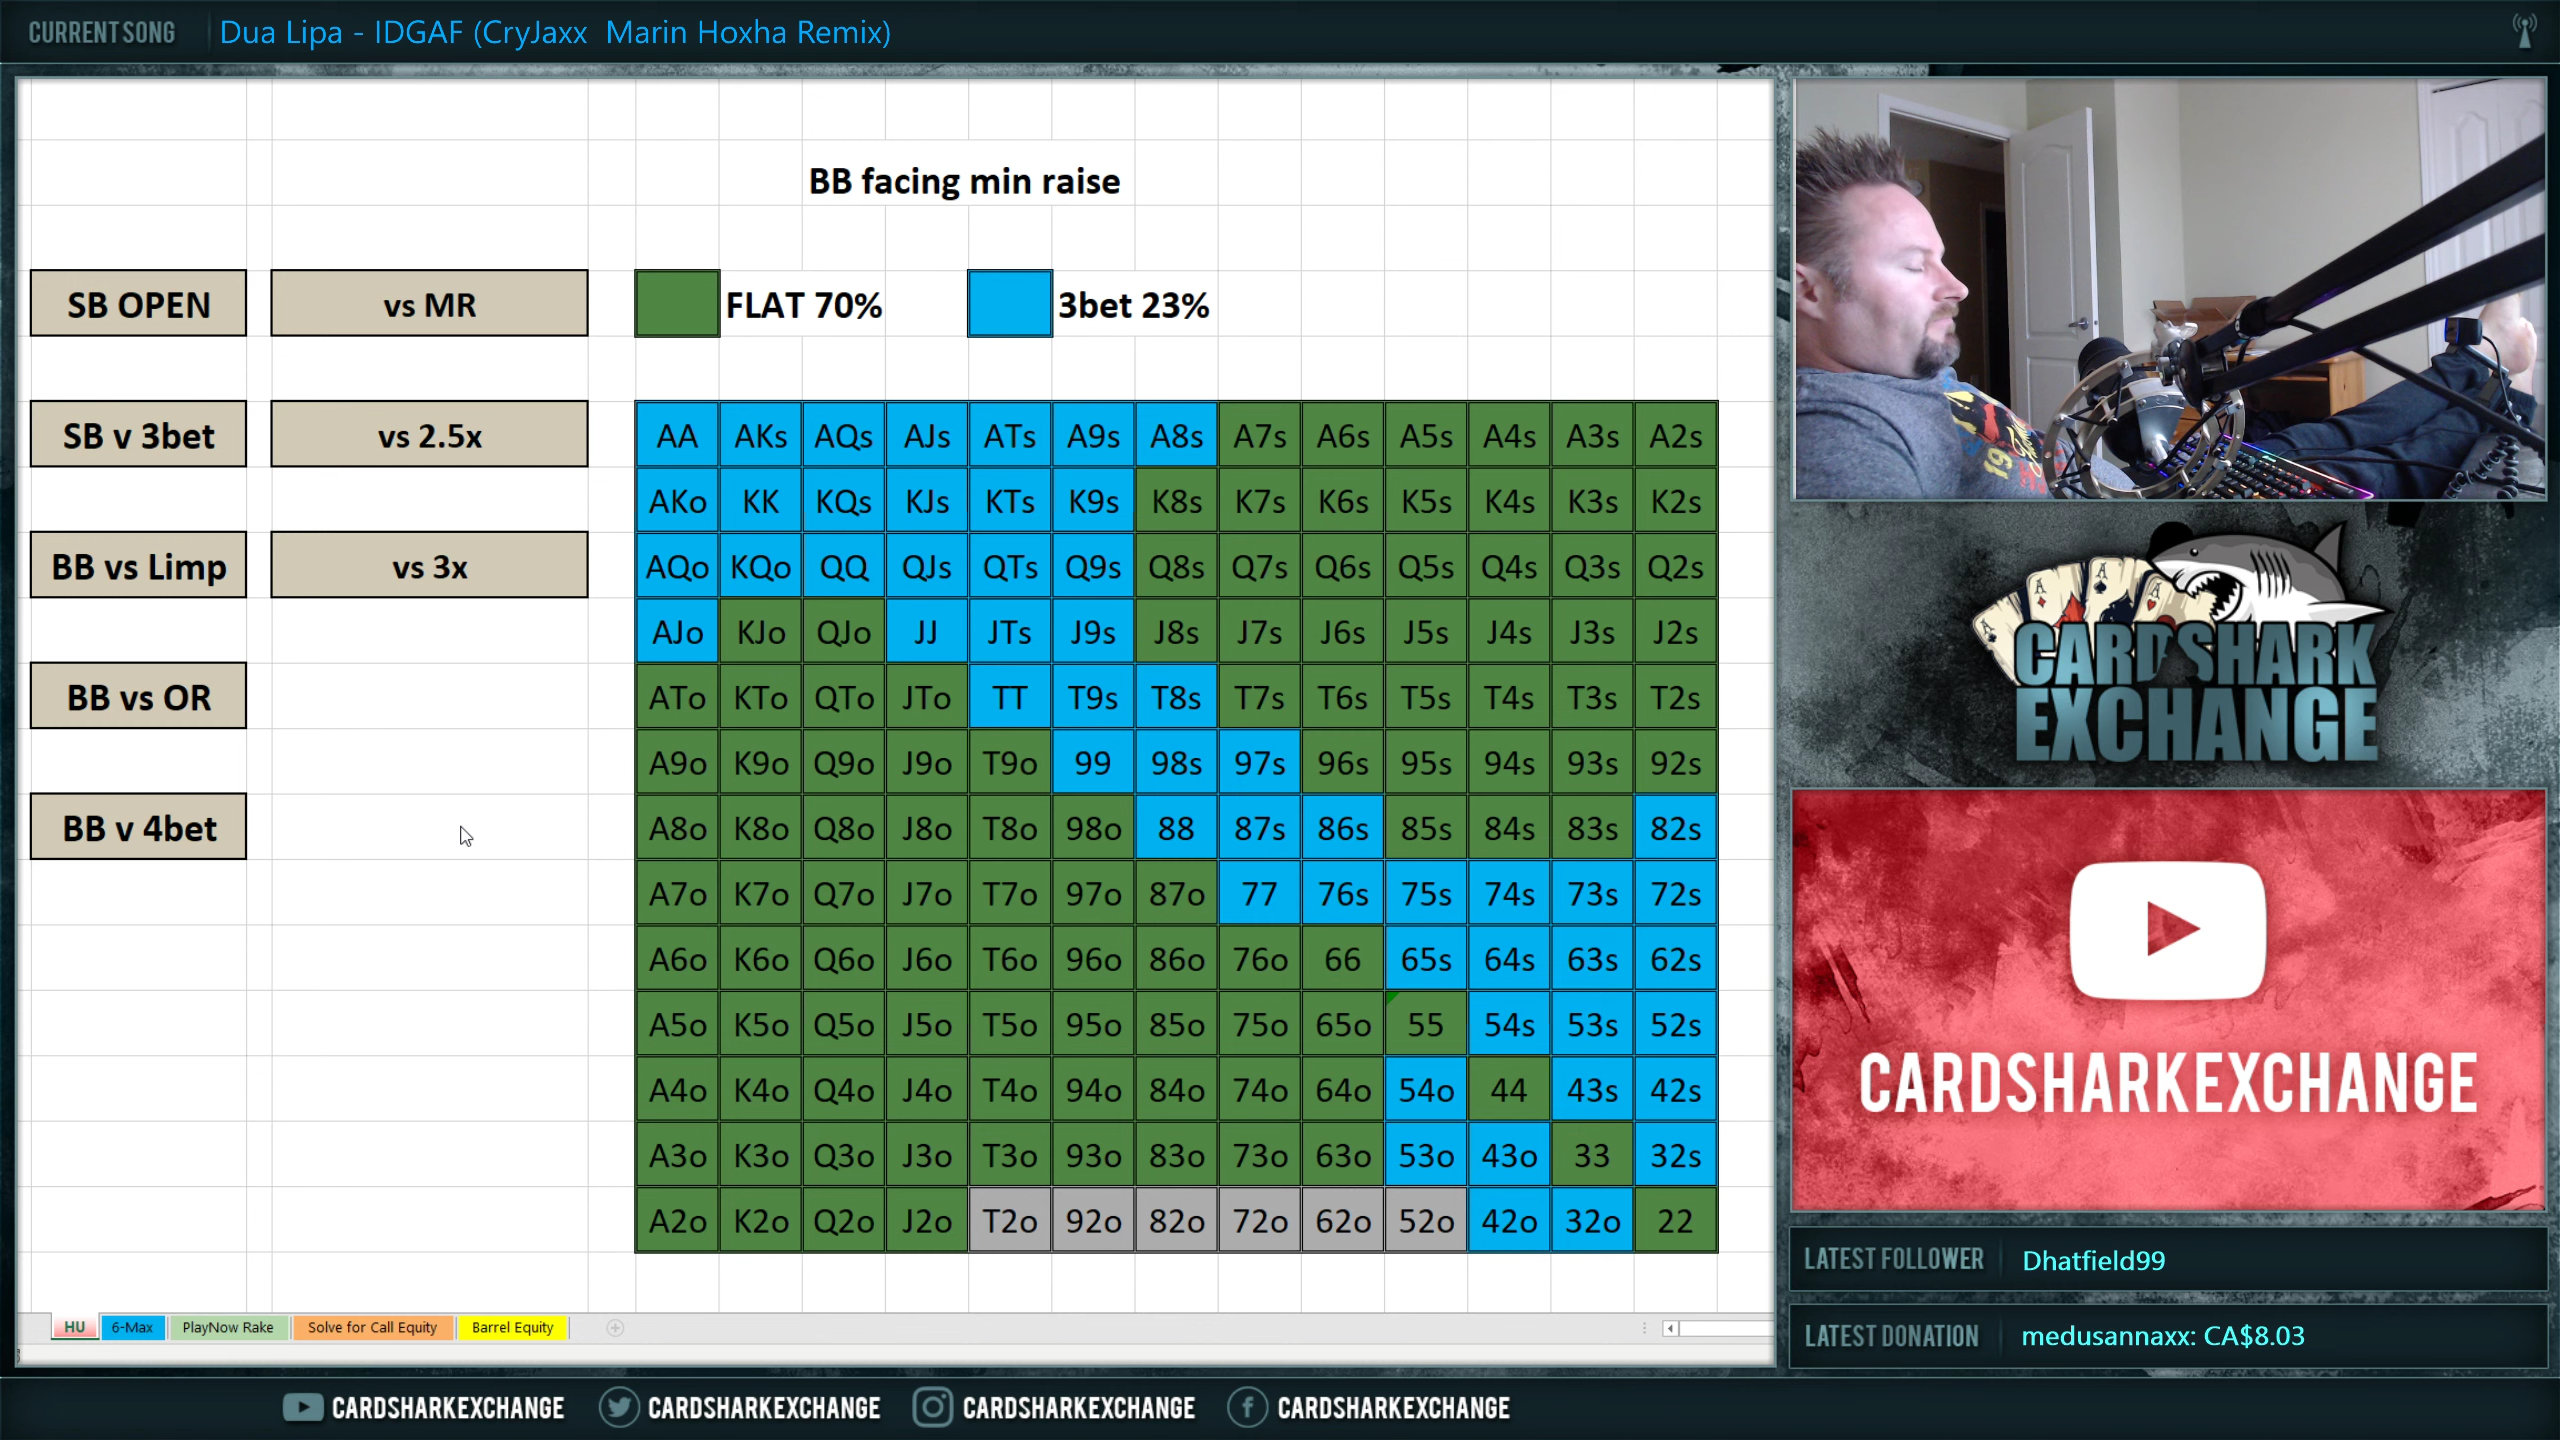 CURRENT SONG
Dua Lipa - IDGAF (CryJaxx  Marin Hoxha Remix)
BB facing min raise
SB OPEN
vs MR
FLAT 70%
3bet 23%
SB v 3bet
vs 2.5x
BB vs Limp
vs 3x
BB vs OR
BB v 4bet
AA AKs AQs AJs ATs A9s A8s A7s A6s A5s A4s A3s A2s
AKo KK KQs KJs KTs K9s K8s K7s K6s K5s K4s K3s K2s
AQo KQo QQ QJs QTs Q9s Q8s Q7s Q6s Q5s Q4s Q3s Q2s
AJo KJo QJo JJ JTs J9s J8s J7s J6s J5s J4s J3s J2s
ATo KTo QTo JTo TT T9s T8s T7s T6s T5s T4s T3s T2s
A9o K9o Q9o J9o T9o 99 98s 97s 96s 95s 94s 93s 92s
A8o K8o Q8o J8o T8o 98o 88 87s 86s 85s 84s 83s 82s
A7o K7o Q7o J7o T7o 97o 87o 77 76s 75s 74s 73s 72s
A6o K6o Q6o J6o T6o 96o 86o 76o 66 65s 64s 63s 62s
A5o K5o Q5o J5o T5o 95o 85o 75o 65o 55 54s 53s 52s
A4o K4o Q4o J4o T4o 94o 84o 74o 64o 54o 44 43s 42s
A3o K3o Q3o J3o T3o 93o 83o 73o 63o 53o 43o 33 32s
A2o K2o Q2o J2o T2o 92o 82o 72o 62o 52o 42o 32o 22
HU
6-Max
PlayNow Rake
Solve for Call Equity
Barrel Equity
CARDSHARK
EXCHANGE
CARDSHARKEXCHANGE
LATEST FOLLOWER
Dhatfield99
LATEST DONATION
medusannaxx: CA$8.03
CARDSHARKEXCHANGE
CARDSHARKEXCHANGE
CARDSHARKEXCHANGE
CARDSHARKEXCHANGE